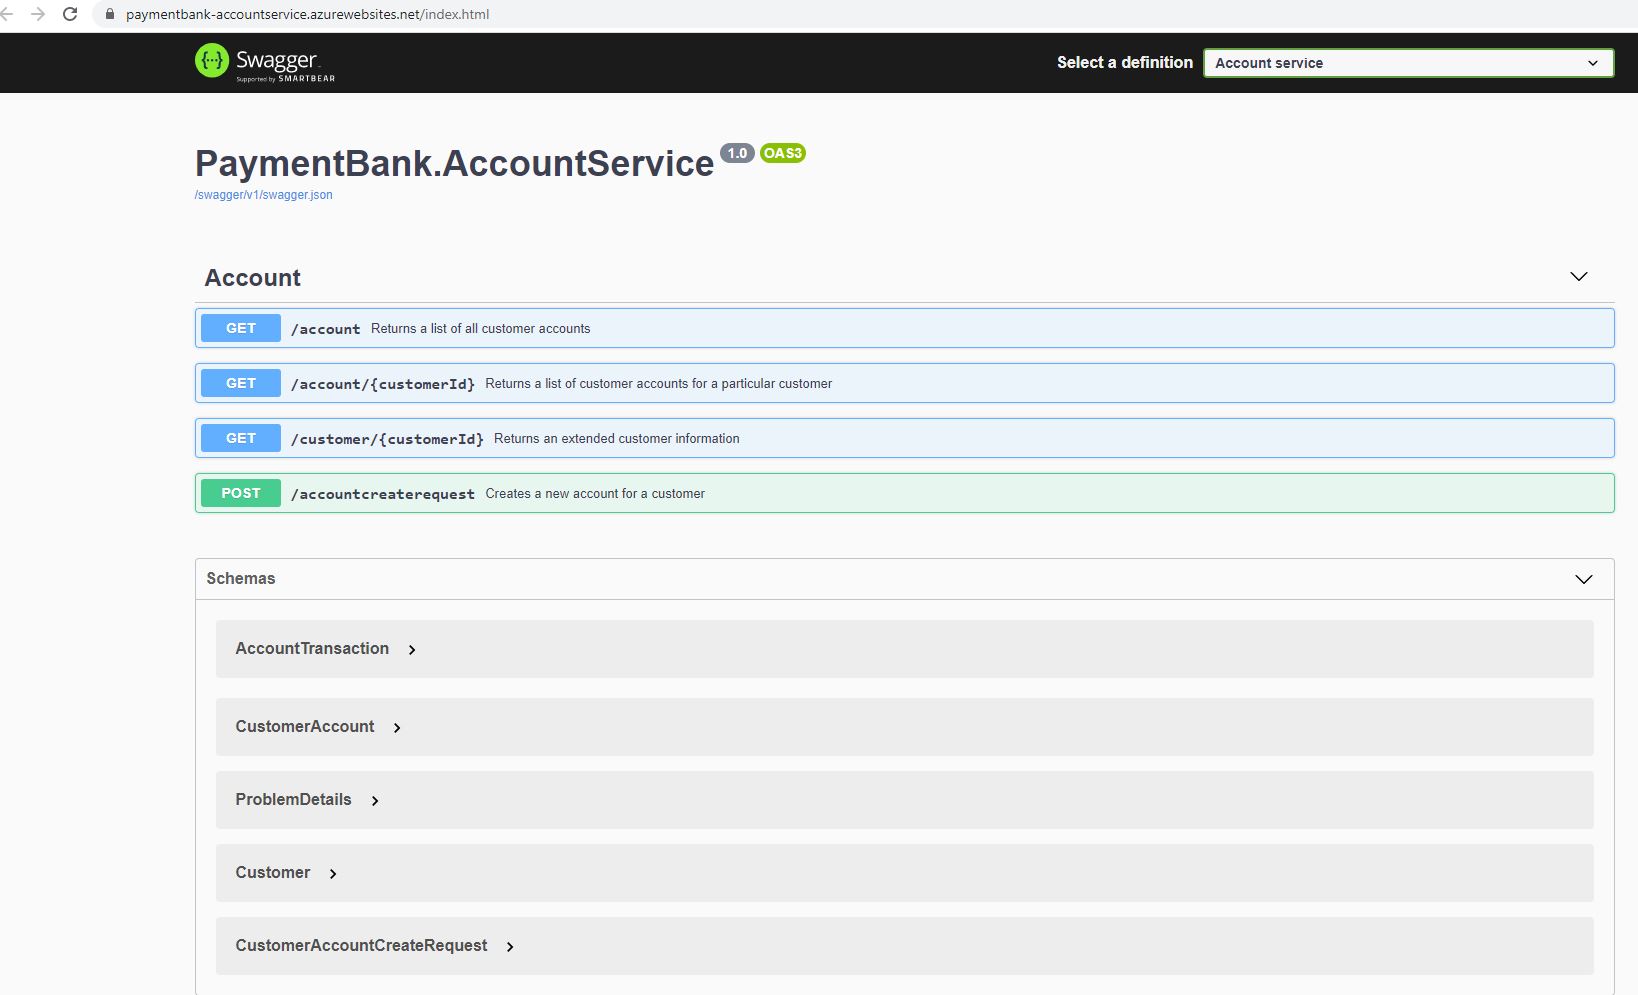 paymentbank-accountservice.azurewebsites.net/index.html
Swagger
Supported by SMARTBEAR
Select a definition
Account service
PaymentBank.AccountService 1.0 OAS3
/swagger/v1/swagger.json
Account
GET /account Returns a list of all customer accounts
GET /account/{customerId} Returns a list of customer accounts for a particular customer
GET /customer/{customerId} Returns an extended customer information
POST /accountcreaterequest Creates a new account for a customer
Schemas
AccountTransaction
CustomerAccount
ProblemDetails
Customer
CustomerAccountCreateRequest